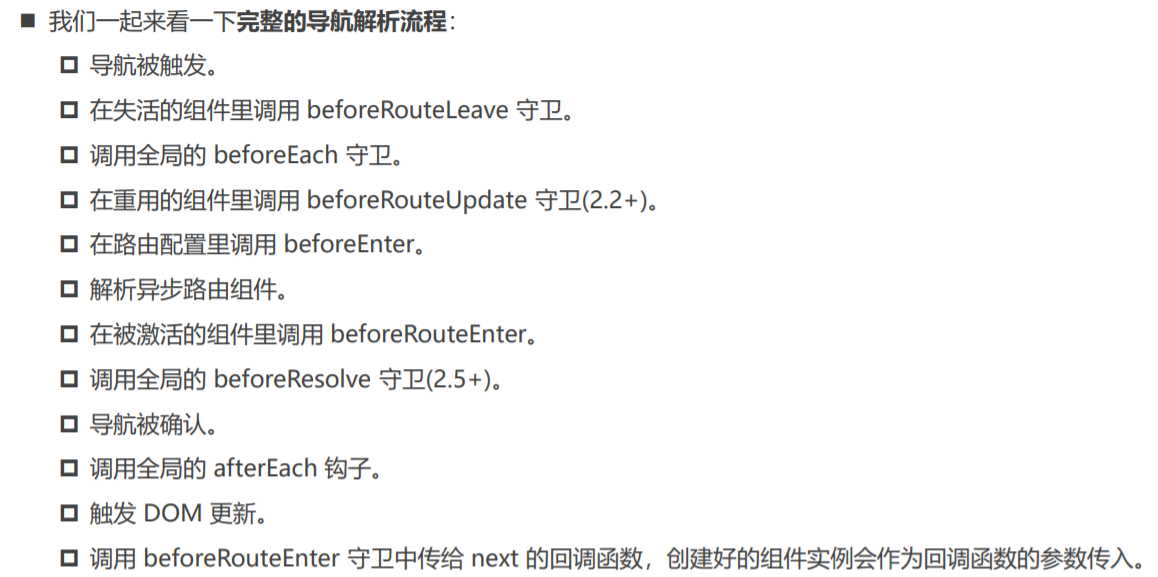 我们一起来看一下完整的导航解析流程：
导航被触发。
在失活的组件里调用 beforeRouteLeave 守卫。
调用全局的 beforeEach 守卫。
在重用的组件里调用 beforeRouteUpdate 守卫(2.2+)。
在路由配置里调用 beforeEnter。
解析异步路由组件。
在被激活的组件里调用 beforeRouteEnter。
调用全局的 beforeResolve 守卫(2.5+)。
导航被确认。
调用全局的 afterEach 钩子。
触发 DOM 更新。
调用 beforeRouteEnter 守卫中传给 next 的回调函数，创建好的组件实例会作为回调函数的参数传入。